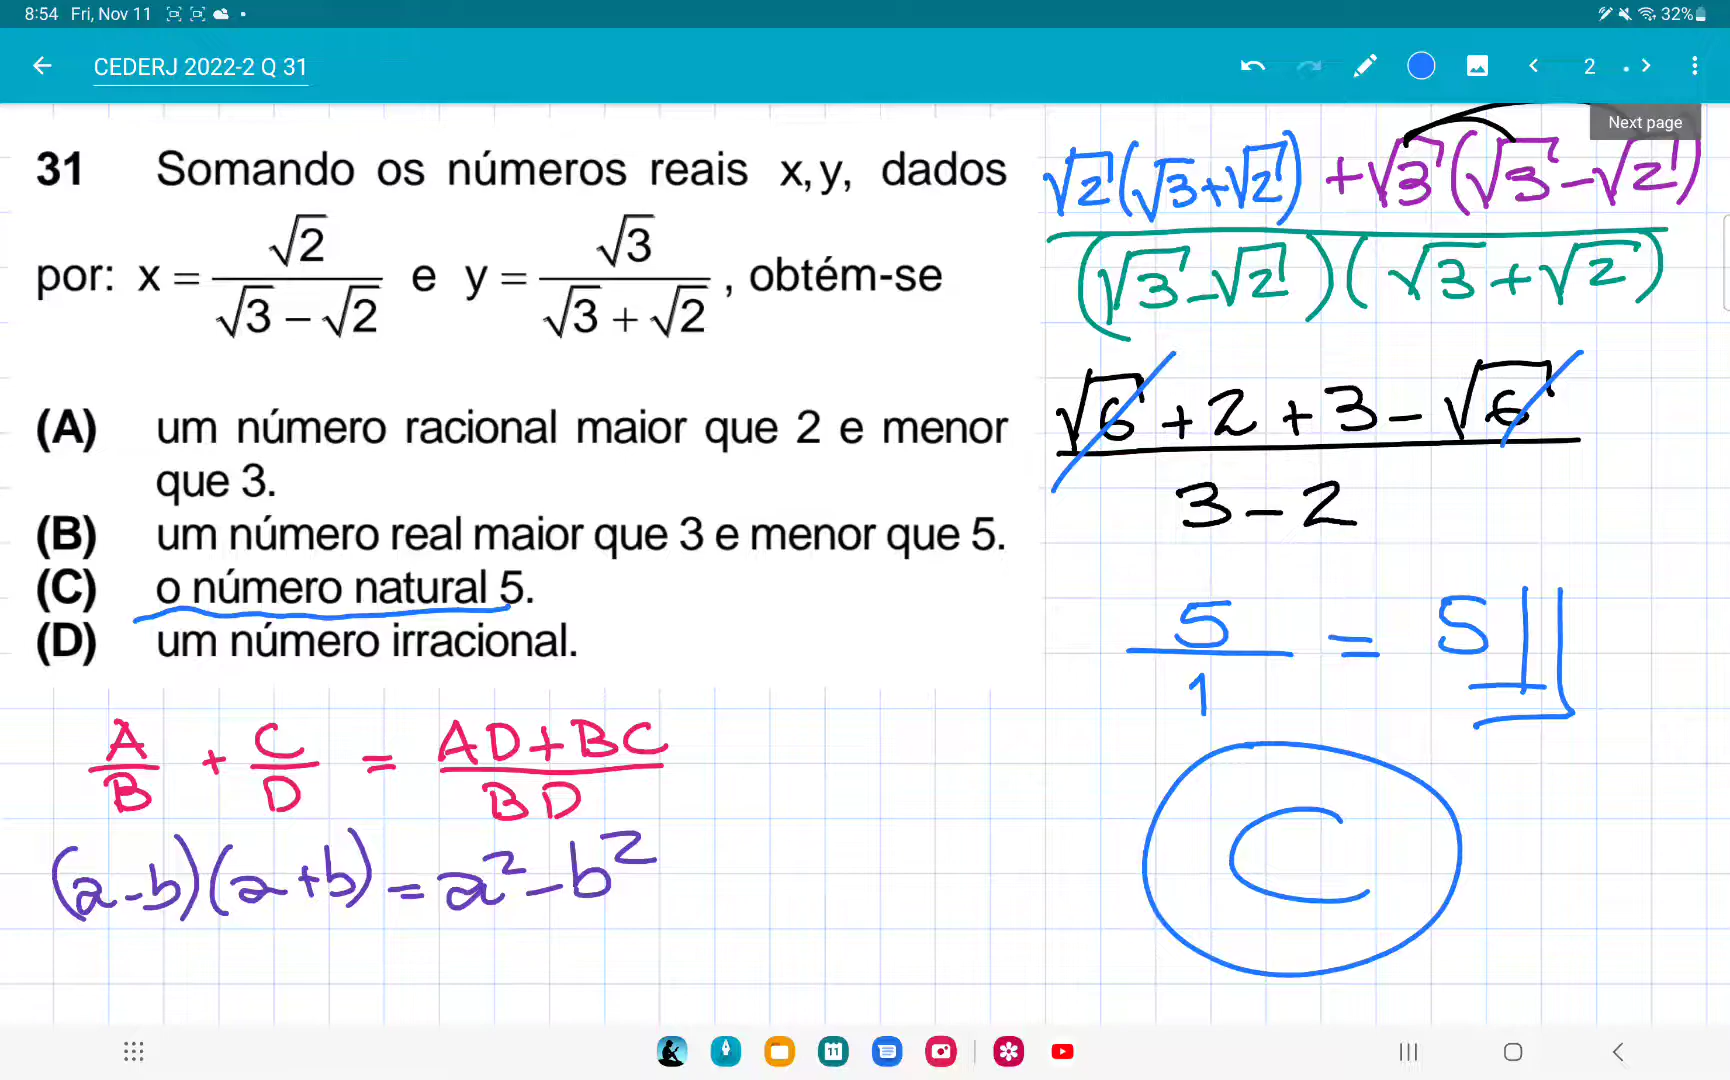 8:54 Fri, Nov 11 32%
CEDERJ 2022-2 Q 31 2
Next page
31 Somando os números reais x, y, dados
por: x = √2/(√3 − √2) e y = √3/(√3 + √2), obtém-se
(A) um número racional maior que 2 e menor
que 3.
(B) um número real maior que 3 e menor que 5.
(C) o número natural 5.
(D) um número irracional.
A/B + C/D = AD+BC/BD
(a-b)(a+b) = a² - b²
√2(√3+√2) + √3(√3-√2)
(√3-√2)(√3+√2)
√6 + 2 + 3 - √6
3 - 2
5/1 = 5
C
11